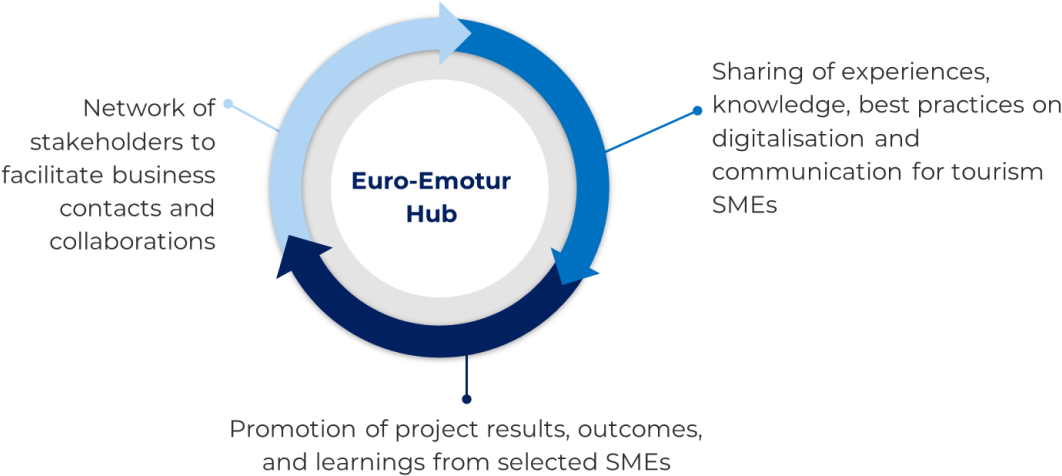 Network of
stakeholders to
facilitate business
contacts and
collaborations
Euro-Emotur
Hub
Sharing of experiences,
knowledge, best practices on
digitalisation and
communication for tourism
SMEs
Promotion of project results, outcomes,
and learnings from selected SMEs